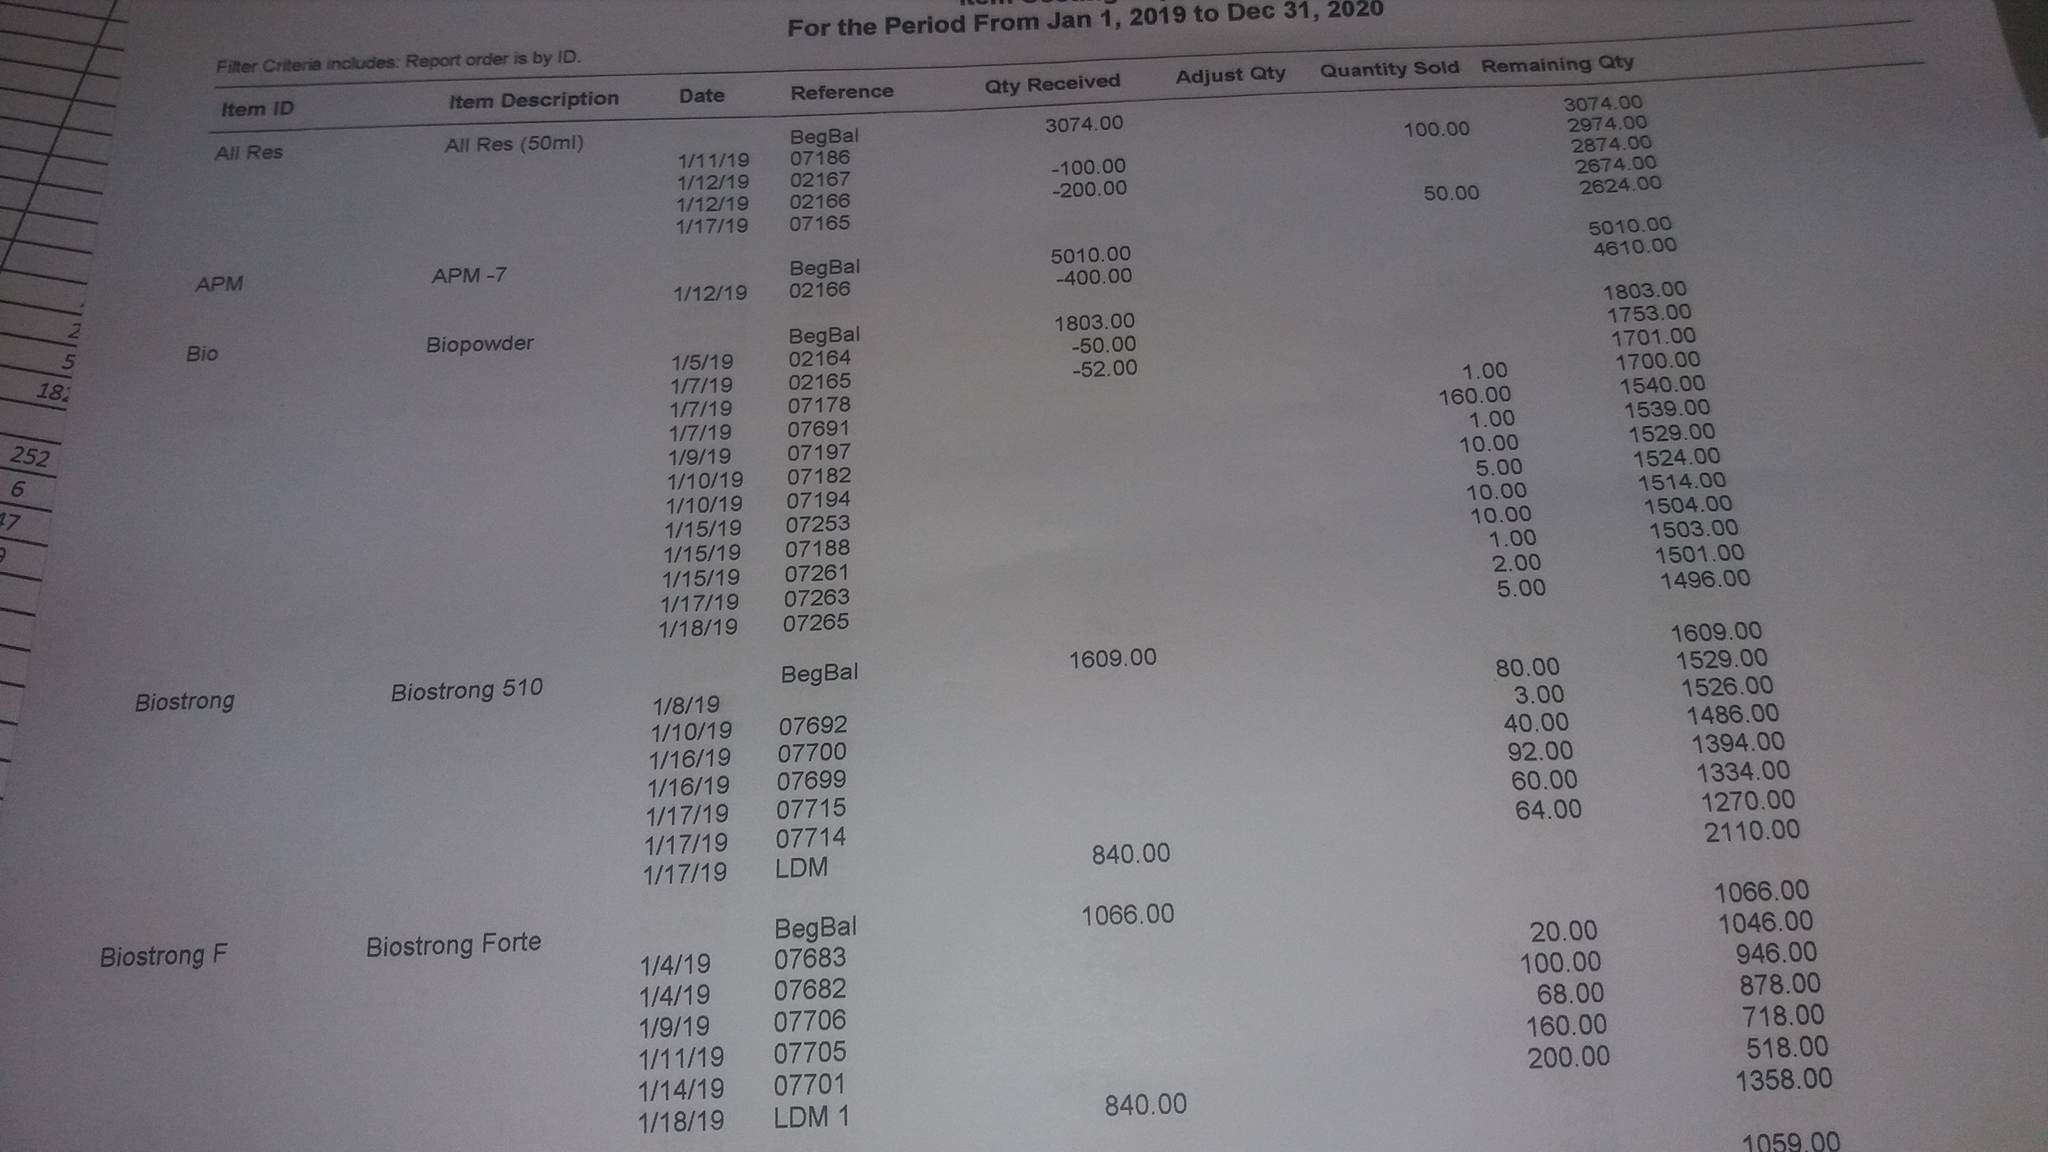 For the Period From Jan 1, 2019 to Dec 31, 2020
Filter Criteria includes: Report order is by ID.
Item ID Item Description Date Reference Qty Received Adjust Qty Quantity Sold Remaining Qty
All Res All Res (50ml) BegBal 3074.00 3074.00
1/11/19 07186 100.00 2974.00
1/12/19 02167 -100.00 2874.00
1/12/19 02166 -200.00 2674.00
1/17/19 07165 50.00 2624.00
APM APM -7 BegBal 5010.00 5010.00
1/12/19 02166 -400.00 4610.00
Bio Biopowder BegBal 1803.00 1803.00
1/5/19 02164 -50.00 1753.00
1/7/19 02165 -52.00 1701.00
1/7/19 07178 1.00 1700.00
1/7/19 07691 160.00 1540.00
1/9/19 07197 1.00 1539.00
1/10/19 07182 10.00 1529.00
1/10/19 07194 5.00 1524.00
1/15/19 07253 10.00 1514.00
1/15/19 07188 10.00 1504.00
1/15/19 07261 1.00 1503.00
1/17/19 07263 2.00 1501.00
1/18/19 07265 5.00 1496.00
Biostrong Biostrong 510 BegBal 1609.00 1609.00
1/8/19 80.00 1529.00
1/10/19 07692 3.00 1526.00
1/16/19 07700 40.00 1486.00
1/16/19 07699 92.00 1394.00
1/17/19 07715 60.00 1334.00
1/17/19 07714 64.00 1270.00
1/17/19 LDM 840.00 2110.00
Biostrong F Biostrong Forte BegBal 1066.00 1066.00
1/4/19 07683 20.00 1046.00
1/4/19 07682 100.00 946.00
1/9/19 07706 68.00 878.00
1/11/19 07705 160.00 718.00
1/14/19 07701 200.00 518.00
1/18/19 LDM 1 840.00 1358.00
1059.00
2
5
182
252
6